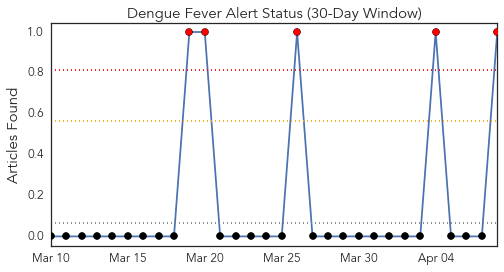 Dengue Fever Alert Status (30-Day Window)
Articles Found
1.0
0.8
0.6
0.4
0.2
0.0
Mar 10 Mar 15 Mar 20 Mar 25 Mar 30 Apr 04